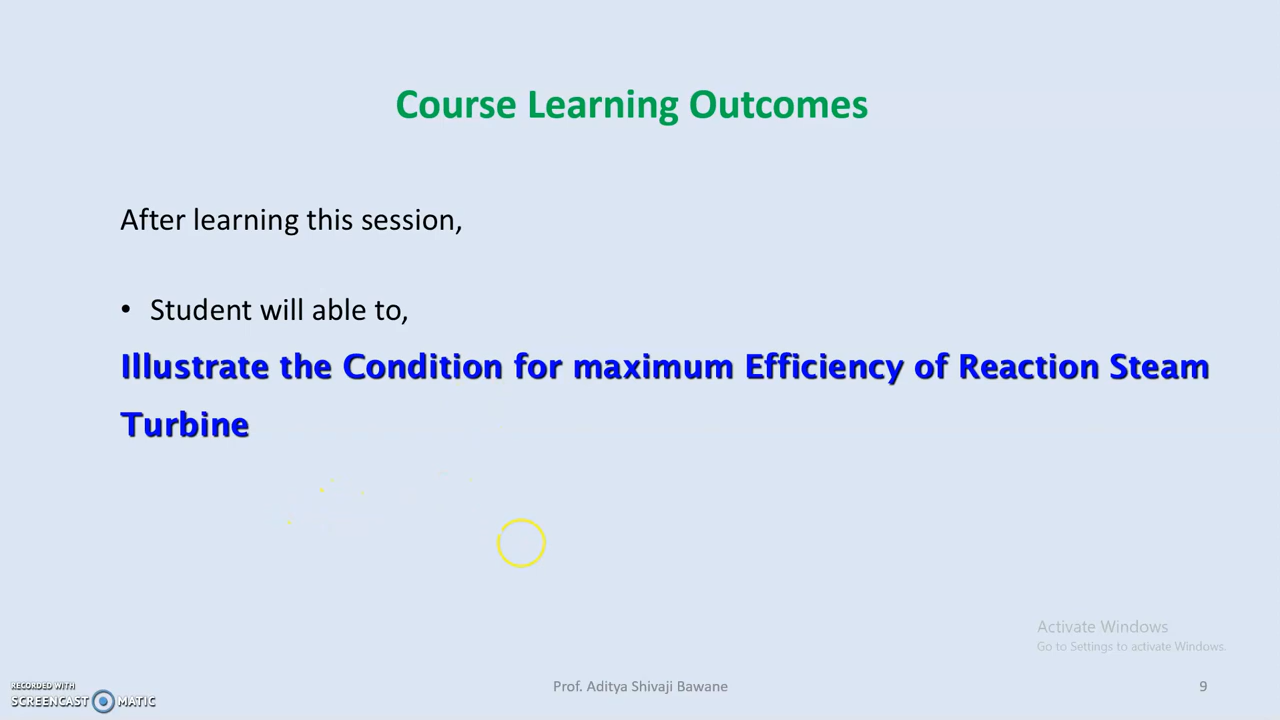 Course Learning Outcomes
After learning this session,
• Student will able to,
Illustrate the Condition for maximum Efficiency of Reaction Steam
Turbine
Activate Windows
Go to Settings to activate Windows.
RECORDED WITH
SCREENCAST MATIC
Prof. Aditya Shivaji Bawane
9